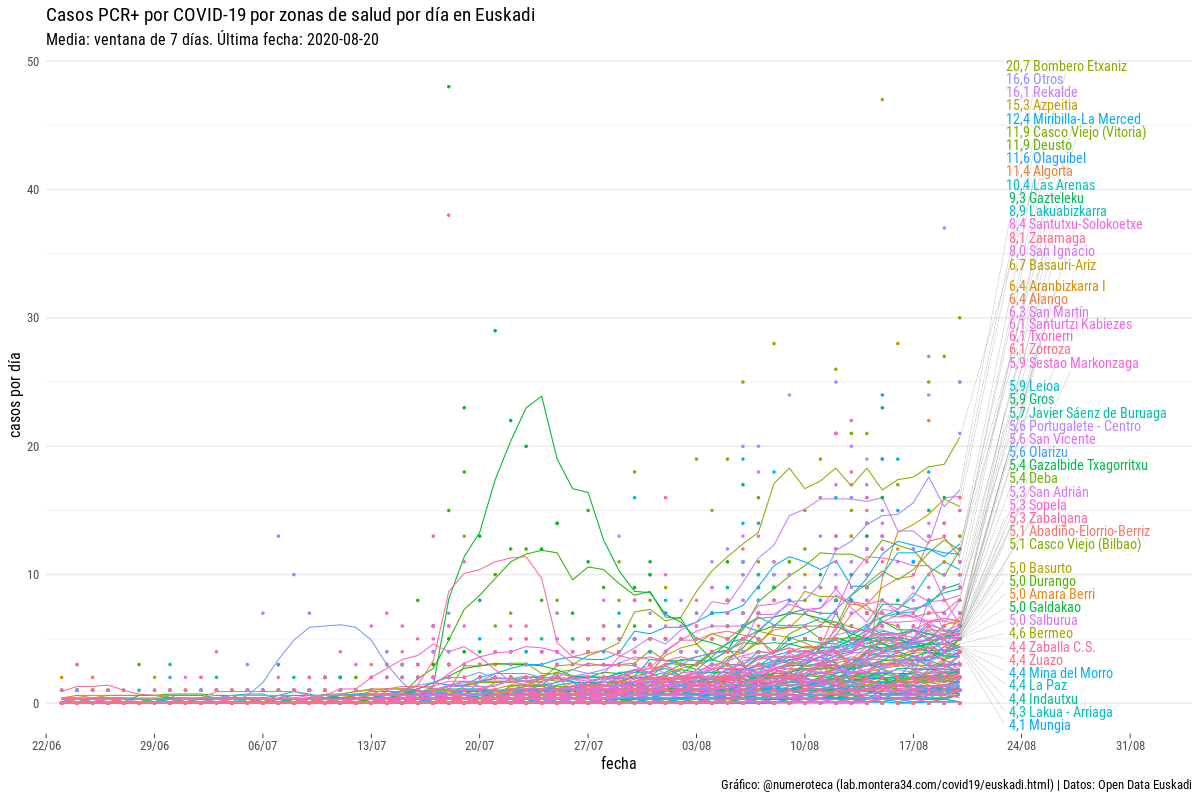 Casos PCR+ por COVID-19 por zonas de salud por día en Euskadi
Media: ventana de 7 días. Última fecha: 2020-08-20
50
40
30
20
10
0
casos por día
20,7 Bombero Etxaniz
16,6 Otros
16,1 Rekalde
15,3 Azpeitia
12,4 Miribilla-La Merced
11,9 Casco Viejo (Vitoria)
11,9 Deusto
11,6 Olaguibel
11,4 Algorta
10,4 Las Arenas
9,3 Gazteleku
8,9 Lakuabizkarra
8,4 Santutxu-Solokoetxe
8,1 Zaramaga
8,0 San Ignacio
6,7 Basauri-Ariz
6,4 Aranbizkarra I
6,4 Alango
6,3 San Martín
6,1 Santurtzi Kabiezes
6,1 Txorierri
6,1 Zorroza
5,9 Sestao Markonzaga
5,9 Leioa
5,9 Gros
5,7 Javier Sáenz de Buruaga
5,6 Portugalete - Centro
5,6 San Vicente
5,6 Olarizu
5,4 Gazalbide Txagorritxu
5,4 Deba
5,3 San Adrián
5,3 Sopela
5,3 Zabalgana
5,1 Abadiño-Elorrio-Berriz
5,1 Casco Viejo (Bilbao)
5,0 Basurto
5,0 Durango
5,0 Amara Berri
5,0 Galdakao
5,0 Salburua
4,6 Bermeo
4,4 Zaballa C.S.
4,4 Zuazo
4,4 Mina del Morro
4,4 La Paz
4,4 Indautxu
4,3 Lakua - Arriaga
4,1 Mungia
22/06 29/06 06/07 13/07 20/07 27/07 03/08 10/08 17/08 24/08 31/08
fecha
Gráfico: @numeroteca (lab.montera34.com/covid19/euskadi.html) | Datos: Open Data Euskadi